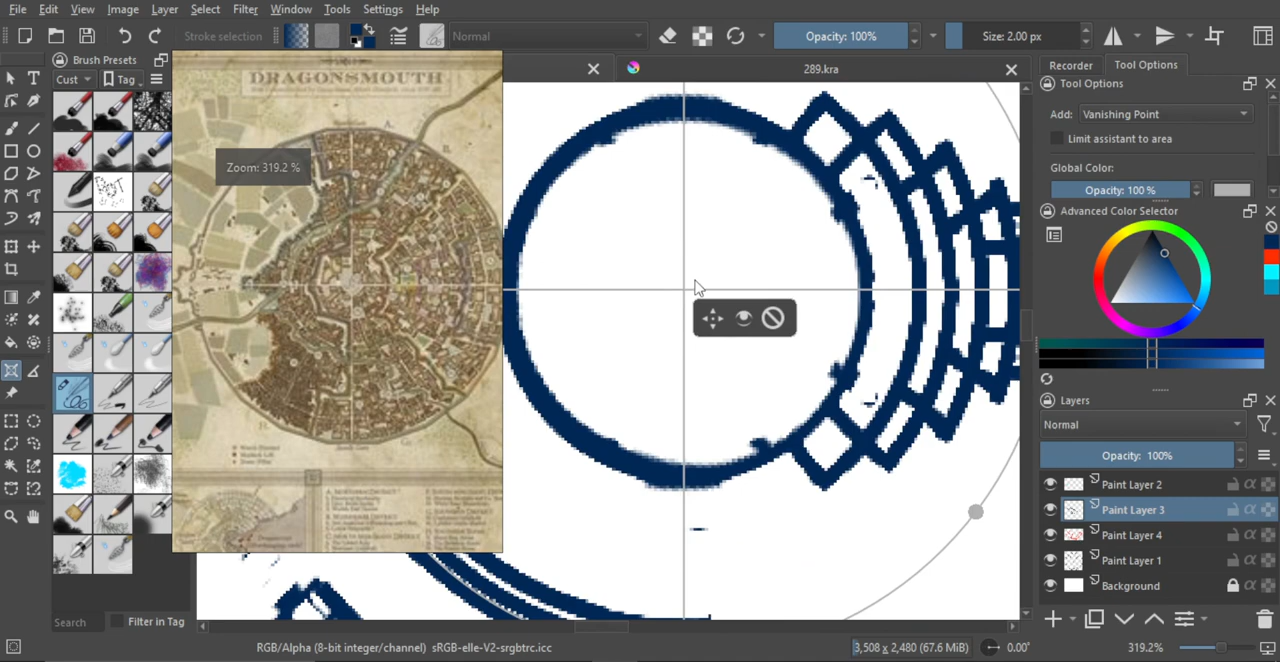 File Edit View Image Layer Select Filter Window Tools Settings Help
Stroke selection Normal Opacity: 100% Size: 2.00 px
Brush Presets
Cust Tag
289.kra
Recorder Tool Options
Tool Options
Add: Vanishing Point
Limit assistant to area
Global Color:
Opacity: 100 %
Advanced Color Selector
DRAGONSMOUTH
Zoom: 319.2 %
Layers
Normal
Opacity: 100%
Paint Layer 2
Paint Layer 3
Paint Layer 4
Paint Layer 1
Background
Search Filter in Tag
RGB/Alpha (8-bit integer/channel) sRGB-elle-V2-srgbtrc.icc
3,508 x 2,480 (67.6 MiB) 0.00° 319.2%